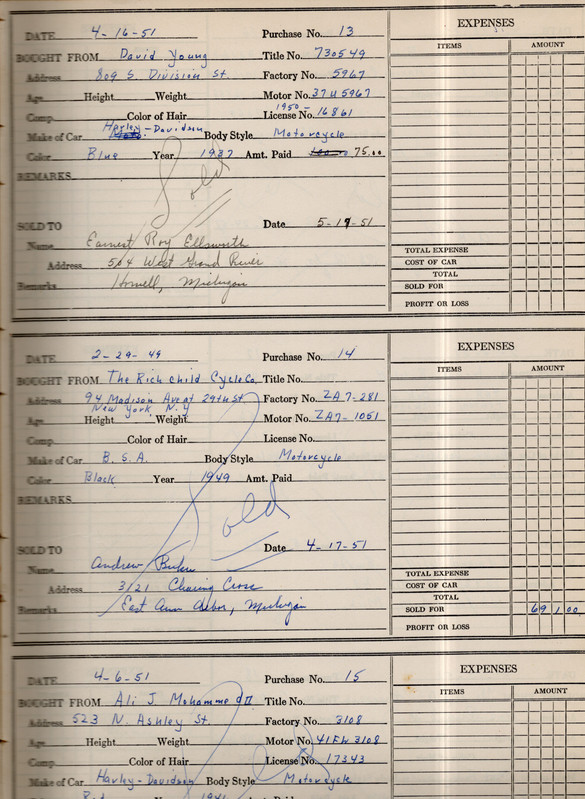 DATE 4-16-51 Purchase No. 13 EXPENSES
BOUGHT FROM David Young Title No. 730549 ITEMS AMOUNT
Address 809 S. Division St. Factory No. 5967
Age Height Weight Motor No. 37U5967
Comp. Color of Hair License No. 1950- 16861
Make of Car Harley-Davidson Body Style Motorcycle
Color Blue Year 1937 Amt. Paid 75.00
REMARKS
Sold
SOLD TO Date 5-17-51
Name Earnest Roy Ellsworth TOTAL EXPENSE
Address 504 West Grand River COST OF CAR
Remarks Howell, Michigan TOTAL
SOLD FOR
PROFIT OR LOSS
DATE 2-29-49 Purchase No. 14 EXPENSES
BOUGHT FROM The Rich Child Cycle Co. Title No. ITEMS AMOUNT
Address 94 Madison Ave at 29th St. Factory No. ZA7-281
New York, N.Y
Age Height Weight Motor No. ZA7-1051
Comp. Color of Hair License No.
Make of Car B.S.A. Body Style Motorcycle
Color Black Year 1949 Amt. Paid
REMARKS
Sold
SOLD TO Date 4-17-51
Name Andrew TOTAL EXPENSE
Address 3121 Charing Cross COST OF CAR
Remarks East Ann Arbor, Michigan TOTAL
SOLD FOR 691 00
PROFIT OR LOSS
DATE 4-6-51 Purchase No. 15 EXPENSES
BOUGHT FROM Ali J. Mohammed II Title No. ITEMS AMOUNT
Address 523 N. Ashley St. Factory No. 3108
Age Height Weight Motor No. 41FL 3108
Comp. Color of Hair License No. 17343
Make of Car Harley-Davidson Body Style Motorcycle